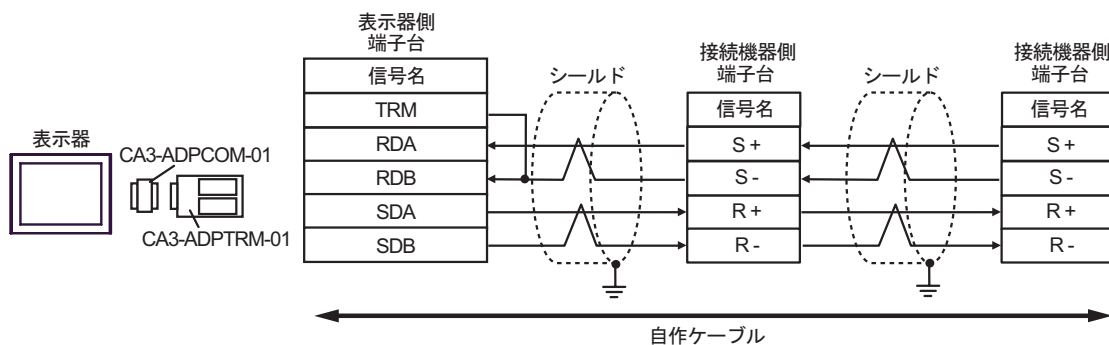 表示器
CA3-ADPCOM-01
CA3-ADPTRM-01
表示器側
端子台
信号名
TRM
RDA
RDB
SDA
SDB
シールド
接続機器側
端子台
信号名
S+
S-
R+
R-
シールド
接続機器側
端子台
信号名
S+
S-
R+
R-
自作ケーブル